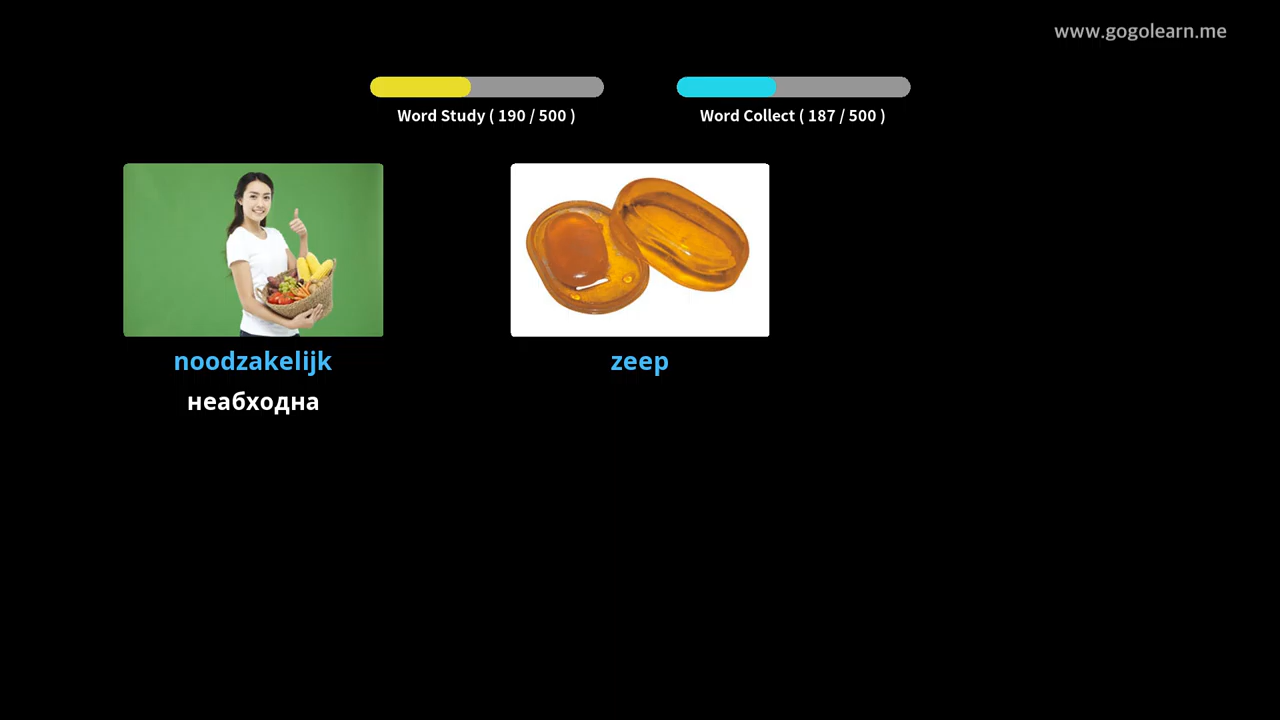 www.gogolearn.me
Word Study ( 190 / 500 )
Word Collect ( 187 / 500 )
noodzakelijk
zeep
неабходна